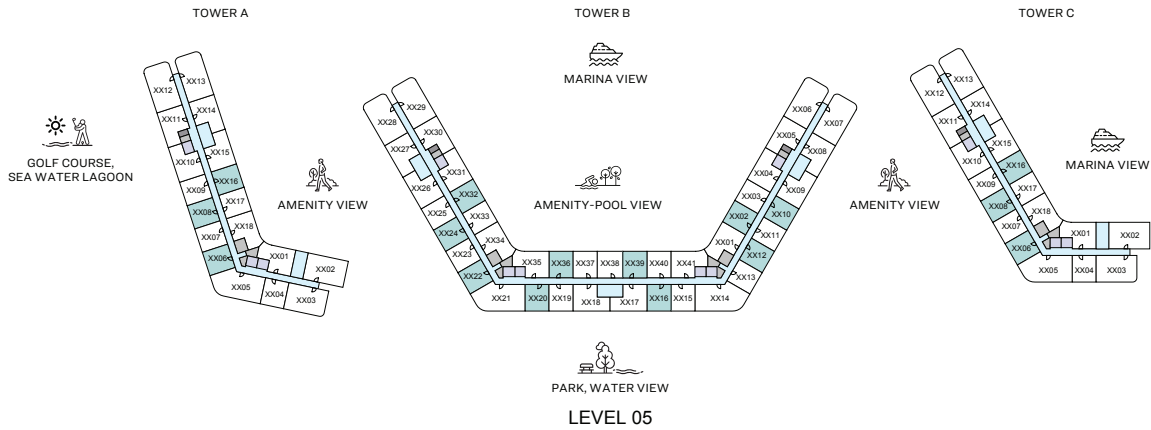 TOWER A
TOWER B
TOWER C
MARINA VIEW
GOLF COURSE,
SEA WATER LAGOON
AMENITY VIEW
AMENITY-POOL VIEW
AMENITY VIEW
MARINA VIEW
PARK, WATER VIEW
LEVEL 05
XX12
XX13
XX11
XX14
XX10
XX15
XX09
XX16
XX08
XX17
XX07
XX18
XX06
XX01
XX02
XX05
XX04
XX03
XX28
XX29
XX27
XX30
XX26
XX31
XX25
XX32
XX24
XX33
XX23
XX34
XX22
XX35
XX36
XX37
XX38
XX39
XX40
XX41
XX21
XX20
XX19
XX18
XX17
XX16
XX15
XX14
XX06
XX07
XX05
XX08
XX04
XX09
XX03
XX10
XX02
XX11
XX01
XX12
XX13
XX12
XX13
XX11
XX14
XX10
XX15
XX09
XX16
XX08
XX17
XX07
XX18
XX06
XX01
XX02
XX05
XX04
XX03